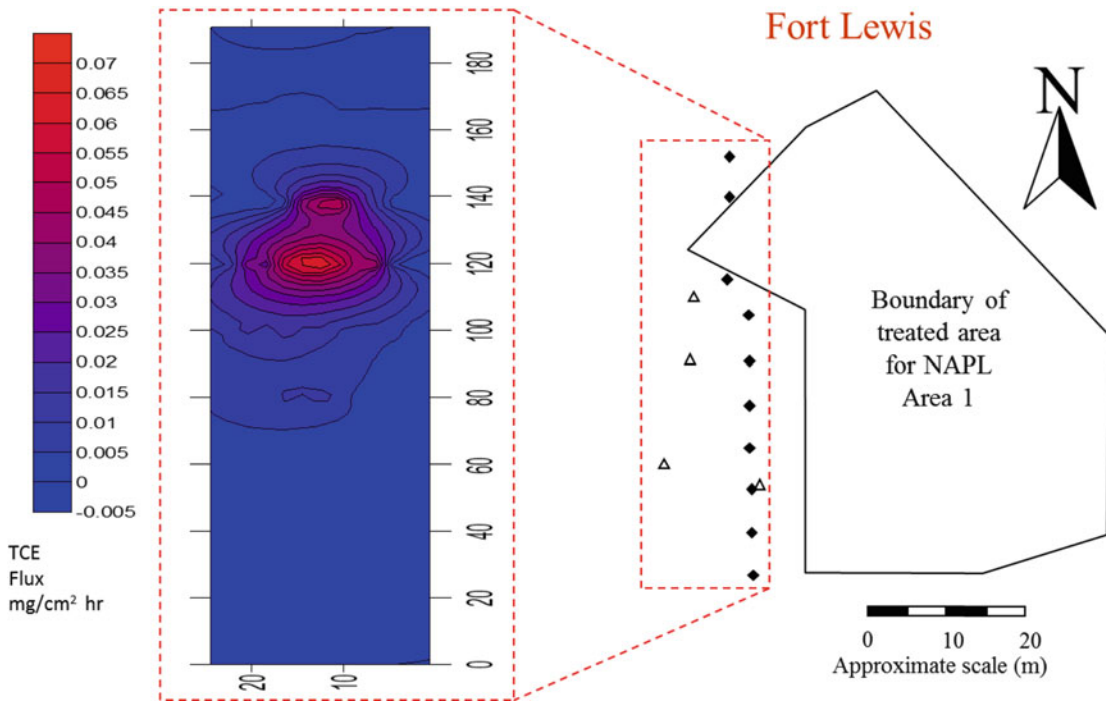 Fort Lewis
N
0.07
0.065
0.06
0.055
0.05
0.045
0.04
0.035
0.03
0.025
0.02
0.015
0.01
0.005
0
-0.005
TCE
Flux
mg/cm² hr
180
160
140
120
100
80
60
40
20
0
20
10
Boundary of
treated area
for NAPL
Area 1
0 10 20
Approximate scale (m)